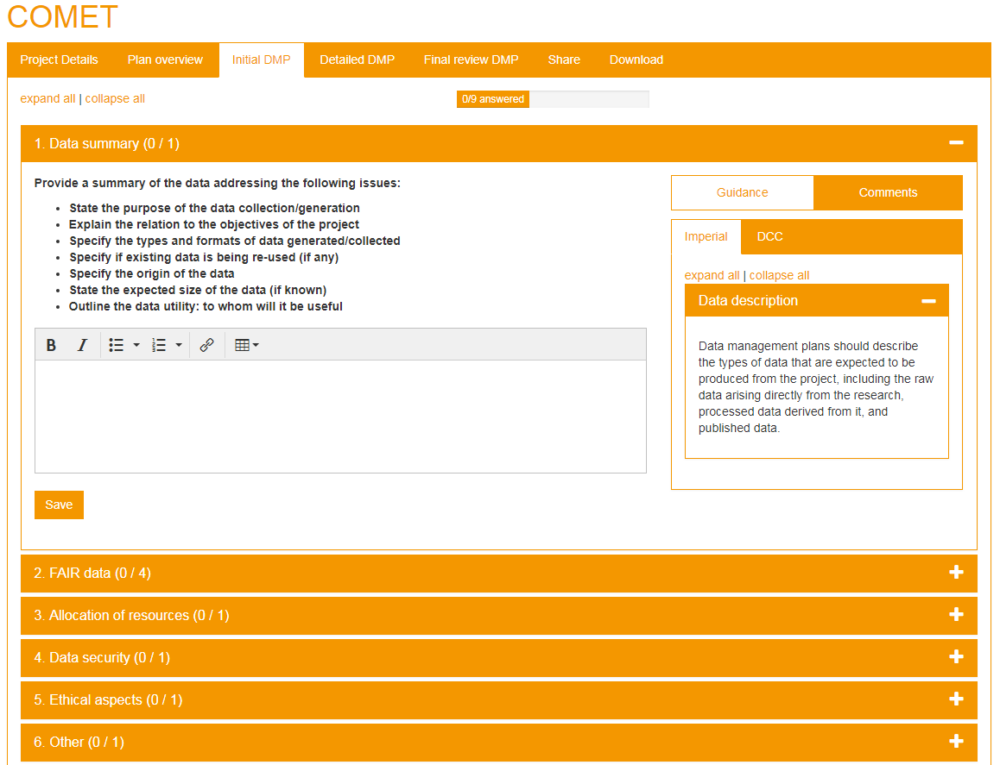 COMET
Project Details Plan overview Initial DMP Detailed DMP Final review DMP Share Download
expand all | collapse all
0/9 answered
1. Data summary (0 / 1)
Provide a summary of the data addressing the following issues:
• State the purpose of the data collection/generation
• Explain the relation to the objectives of the project
• Specify the types and formats of data generated/collected
• Specify if existing data is being re-used (if any)
• Specify the origin of the data
• State the expected size of the data (if known)
• Outline the data utility: to whom will it be useful
B I
Save
Guidance Comments
Imperial DCC
expand all | collapse all
Data description
Data management plans should describe
the types of data that are expected to be
produced from the project, including the raw
data arising directly from the research,
processed data derived from it, and
published data.
2. FAIR data (0 / 4)
3. Allocation of resources (0 / 1)
4. Data security (0 / 1)
5. Ethical aspects (0 / 1)
6. Other (0 / 1)